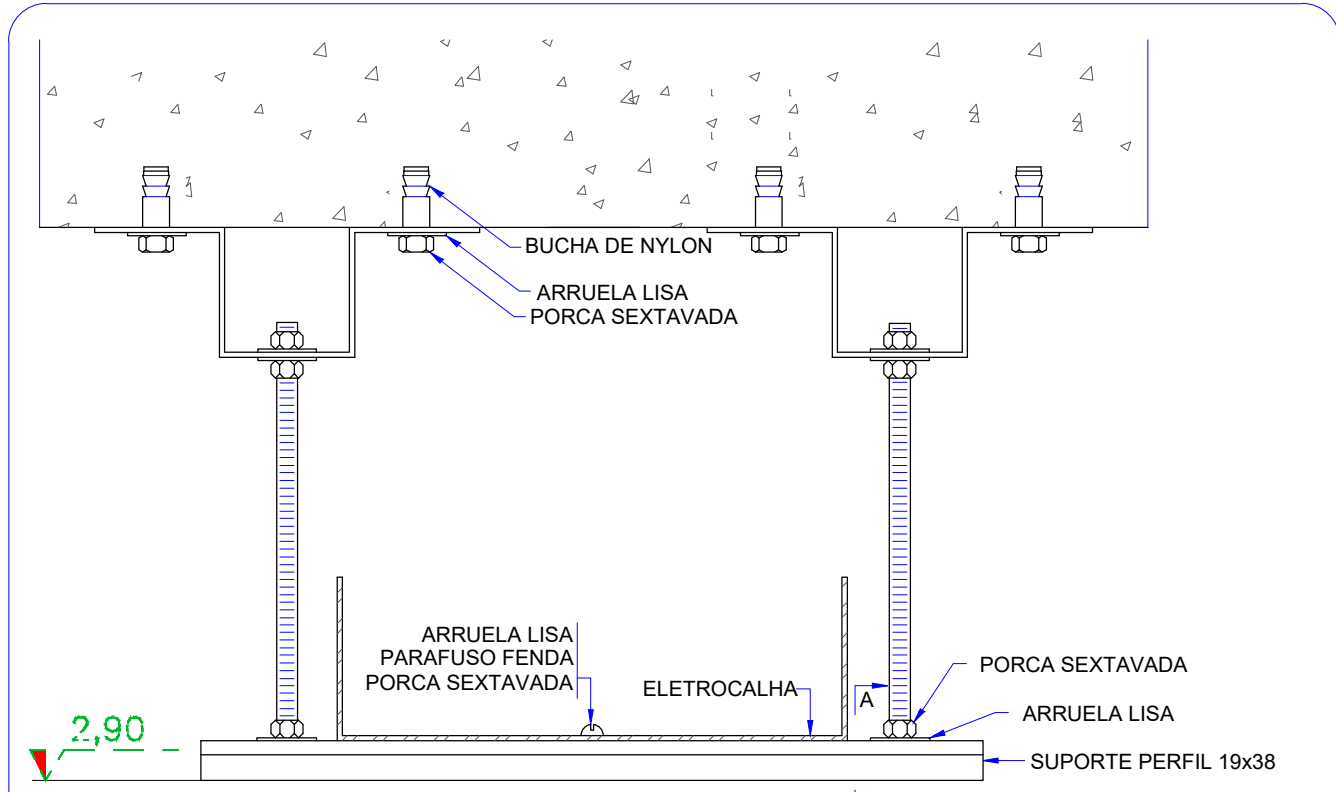 BUCHA DE NYLON
ARRUELA LISA
PORCA SEXTAVADA
ARRUELA LISA
PARAFUSO FENDA
PORCA SEXTAVADA
ELETROCALHA
A
PORCA SEXTAVADA
ARRUELA LISA
2,90
SUPORTE PERFIL 19x38